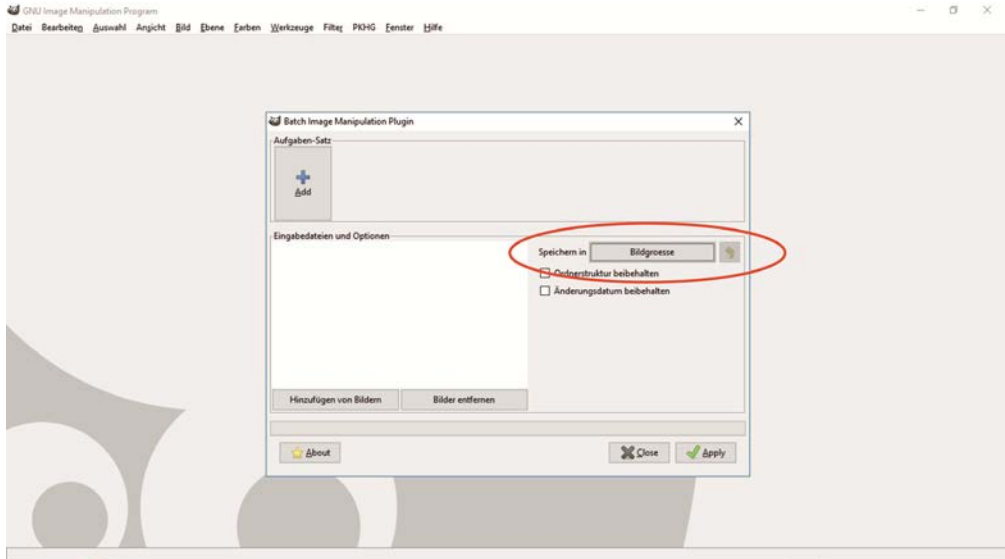 GNU Image Manipulation Program
Datei Bearbeiten Auswahl Ansicht Bild Ebene Farben Werkzeuge Filter PKHG Fenster Hilfe
Batch Image Manipulation Plugin
Aufgaben-Satz
Add
Eingabedateien und Optionen
Speichern in Bildgroesse
Ordnerstruktur beibehalten
Änderungsdatum beibehalten
Hinzufügen von Bildern Bilder entfernen
About Close Apply